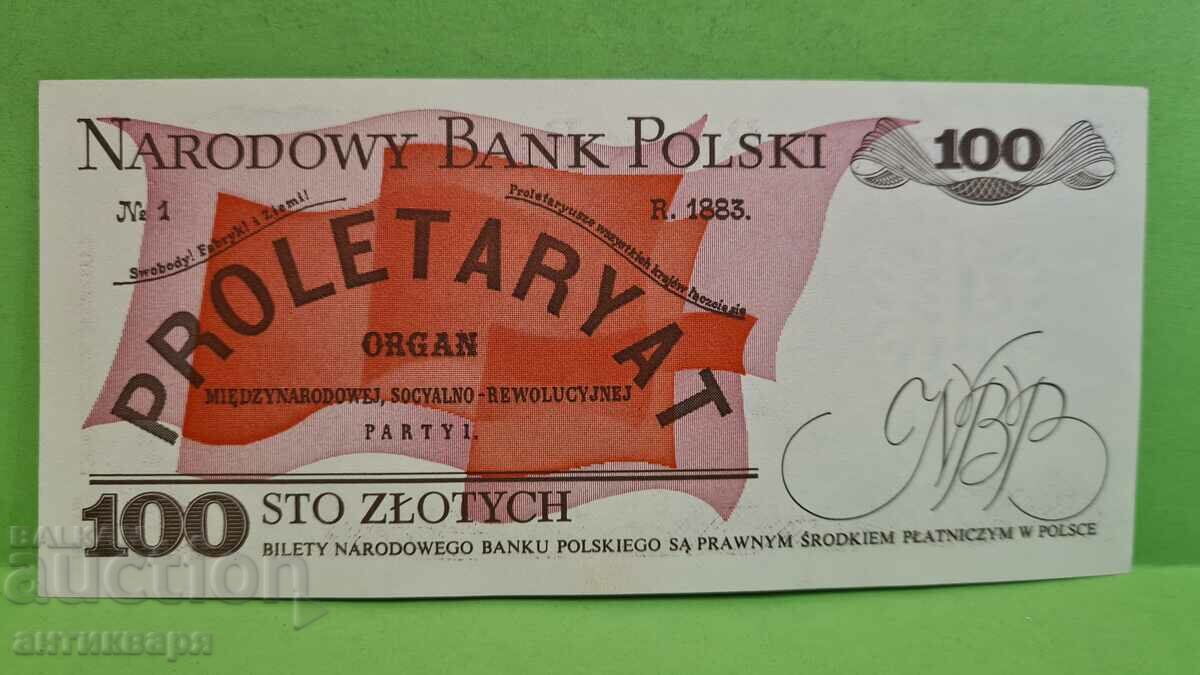 NARODOWY BANK POLSKI
100
№ 1
R. 1883.
Swobody! Fabryk! i Ziemi!
Proletaryusze wszystkich krajów łączcie się
PROLETARYAT
ORGAN
MIĘDZYNARODOWEJ, SOCYALNO-REWOLUCYJNEJ
PARTYI.
NBP
100 STO ZŁOTYCH
BILETY NARODOWEGO BANKU POLSKIEGO SĄ PRAWNYM ŚRODKIEM PŁATNICZYM W POLSCE
BALKAN
auction
антикваря